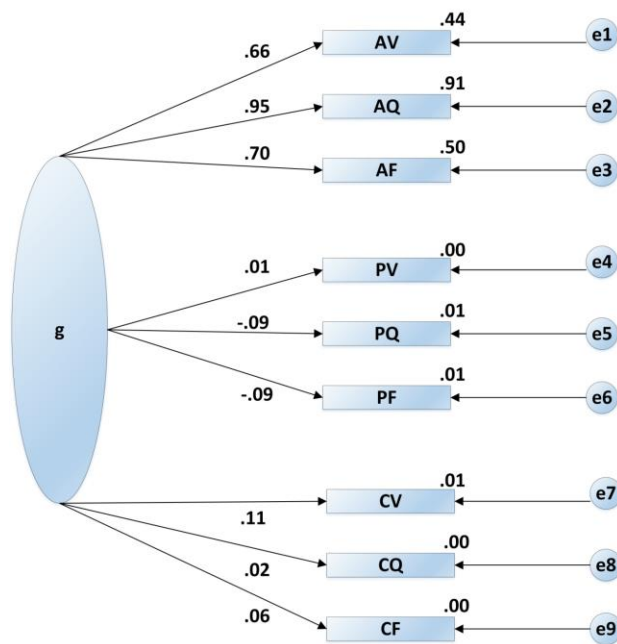 .44
e1
AV
.66
.91
e2
AQ
.95
.50
e3
AF
.70
.00
e4
PV
.01
.01
e5
PQ
-.09
g
.01
e6
PF
-.09
.01
e7
CV
.11
.00
e8
CQ
.02
.00
e9
CF
.06